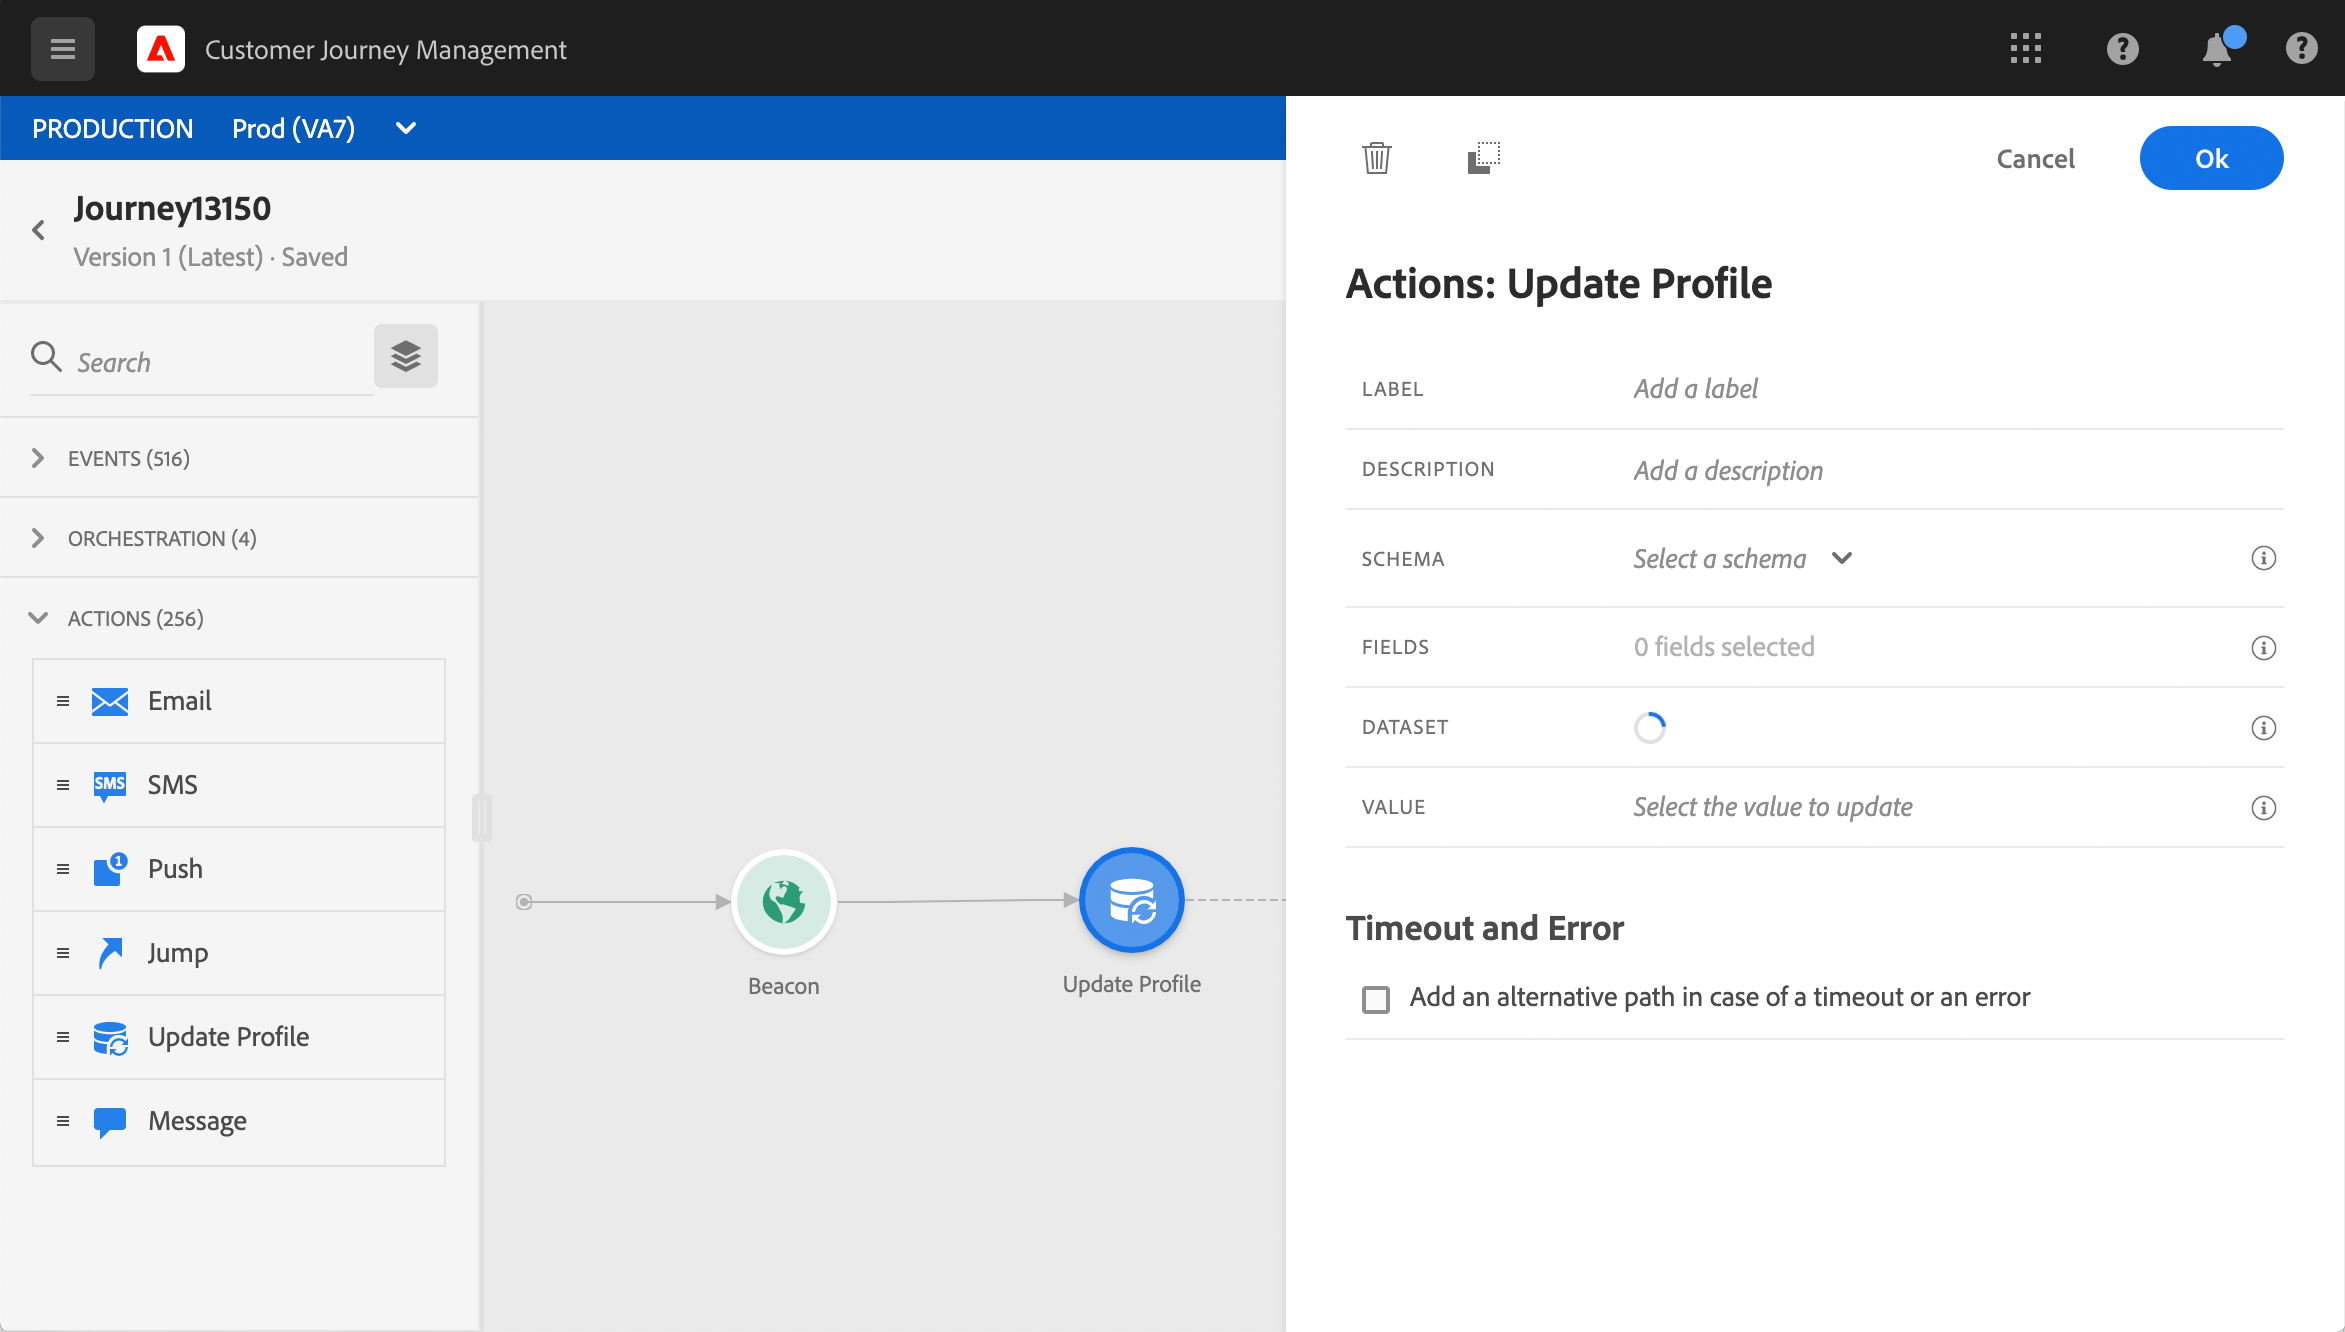 Customer Journey Management
PRODUCTION Prod (VA7)
Journey13150
Version 1 (Latest) · Saved
Search
EVENTS (516)
ORCHESTRATION (4)
ACTIONS (256)
Email
SMS SMS
1 Push
Jump
Update Profile
Message
Beacon
Update Profile
Cancel Ok
Actions: Update Profile
LABEL Add a label
DESCRIPTION Add a description
SCHEMA Select a schema
FIELDS 0 fields selected
DATASET
VALUE Select the value to update
Timeout and Error
Add an alternative path in case of a timeout or an error